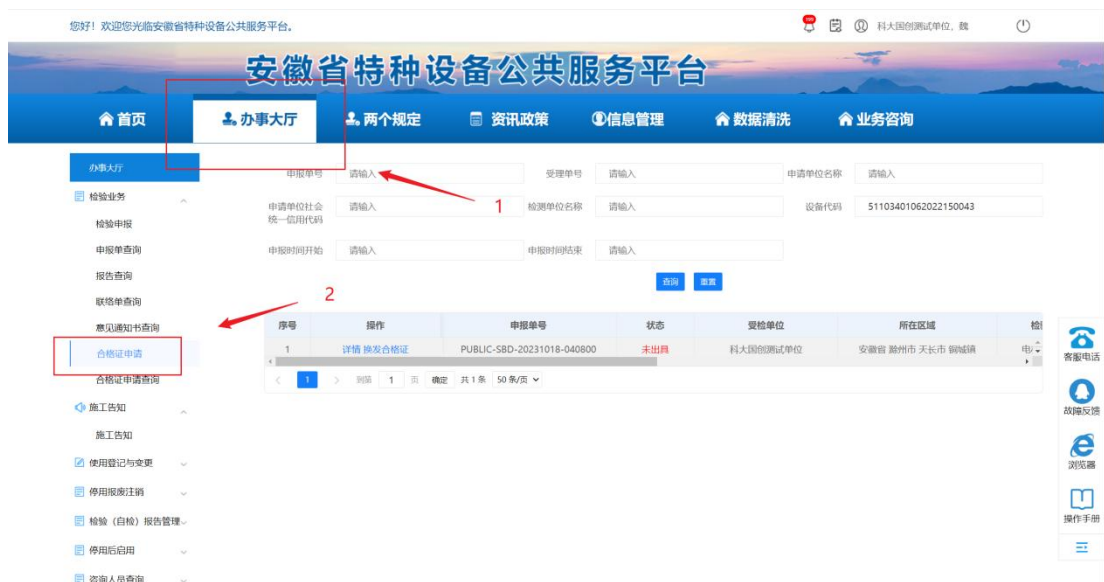 您好！欢迎您光临安徽省特种设备公共服务平台。
科大国创测试单位，魏
安徽省特种设备公共服务平台
首页 办事大厅 两个规定 资讯政策 信息管理 数据清洗 业务咨询
办事大厅
检验业务
检验申报
申报单查询
报告查询
联络单查询
意见通知书查询
合格证申请
合格证申请查询
施工告知
施工告知
使用登记与变更
停用报废注销
检验（自检）报告管理
停用后启用
咨询人员查询
申报单号 请输入 受理单号 请输入 申请单位名称 请输入
申请单位社会统一信用代码 请输入 检测单位名称 请输入 设备代码 51103401062022150043
申报时间开始 请输入 申报时间结束 请输入
查询 重置
1
2
序号 操作 申报单号 状态 受检单位 所在区域
1 详情 换发合格证 PUBLIC-SBD-20231018-040800 未出具 科大国创测试单位 安徽省 滁州市 天长市 铜城镇
< 1 > 到第 1 页 确定 共 1 条 50 条/页
客服电话
故障反馈
浏览器
操作手册